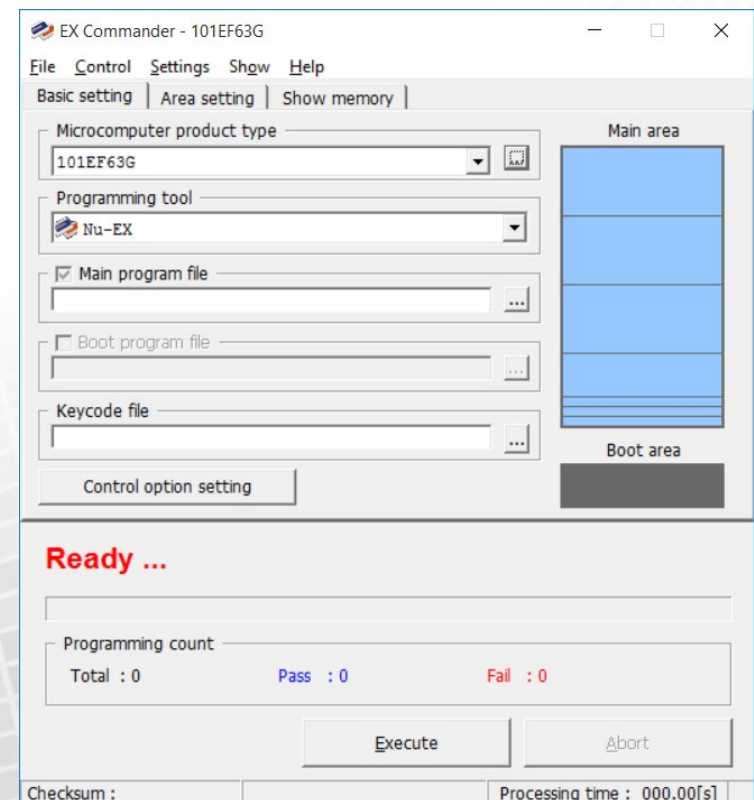 EX Commander - 101EF63G
File Control Settings Show Help
Basic setting Area setting Show memory
Microcomputer product type
101EF63G
Programming tool
Nu-EX
Main program file
...
Boot program file
...
Keycode file
...
Control option setting
Main area
Boot area
Ready ...
Programming count
Total : 0 Pass : 0 Fail : 0
Execute Abort
Checksum : Processing time : 000.00[s]